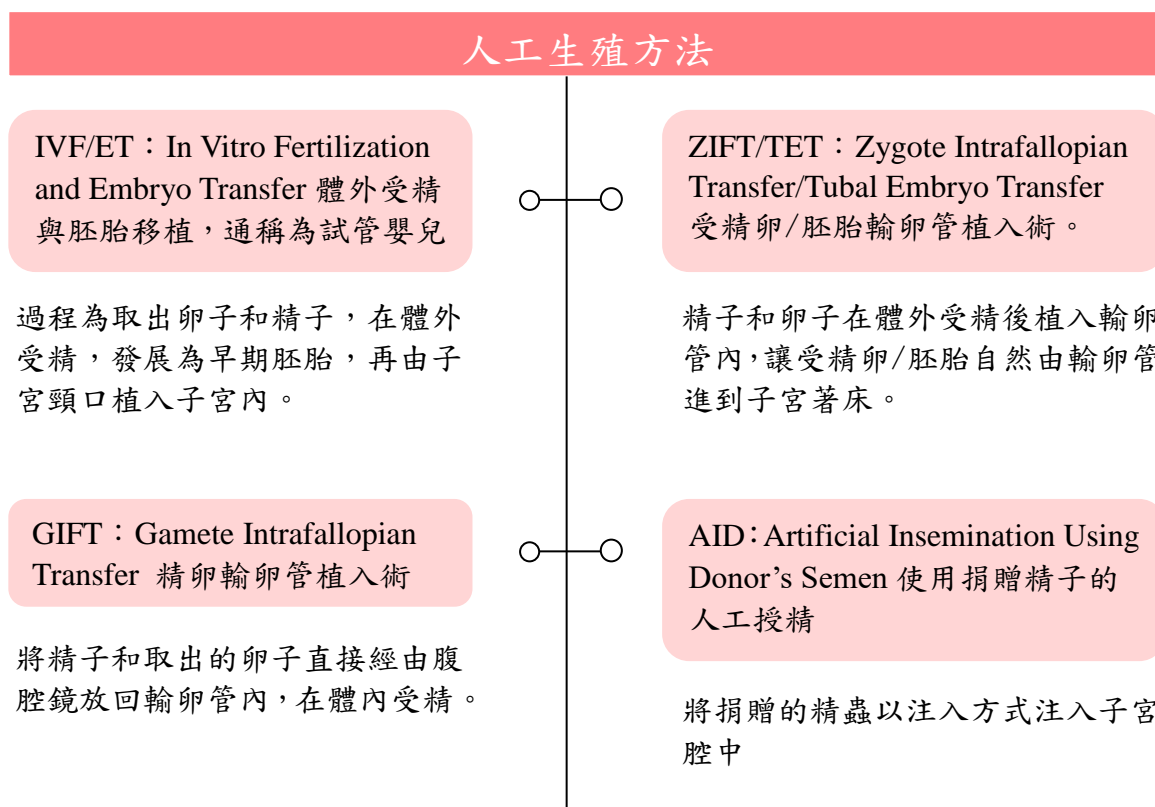 人工生殖方法
IVF/ET：In Vitro Fertilization
and Embryo Transfer 體外受精
與胚胎移植，通稱為試管嬰兒
過程為取出卵子和精子，在體外
受精，發展為早期胚胎，再由子
宮頸口植入子宮內。
ZIFT/TET：Zygote Intrafallopian
Transfer/Tubal Embryo Transfer
受精卵/胚胎輸卵管植入術。
精子和卵子在體外受精後植入輸卵
管內，讓受精卵/胚胎自然由輸卵管
進到子宮著床。
GIFT：Gamete Intrafallopian
Transfer 精卵輸卵管植入術
將精子和取出的卵子直接經由腹
腔鏡放回輸卵管內，在體內受精。
AID：Artificial Insemination Using
Donor’s Semen 使用捐贈精子的
人工授精
將捐贈的精蟲以注入方式注入子宮
腔中